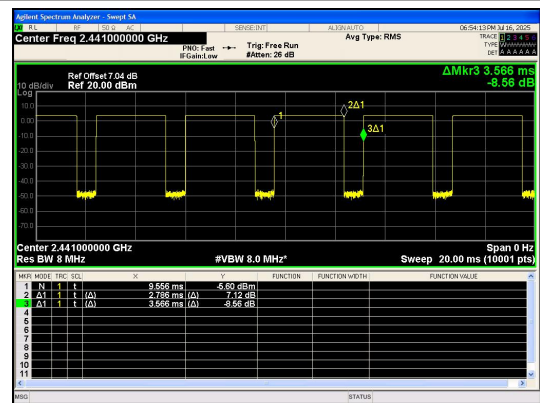 Agilent Spectrum Analyzer - Swept SA
RL RF 50 Ω AC SENSE:INT ALIGN AUTO 06:54:13 PM Jul 16, 2025
Center Freq 2.441000000 GHz
PNO: Fast
IFGain:Low
Trig: Free Run
#Atten: 26 dB
Avg Type: RMS
TRACE 1 2 3 4 5 6
TYPE W
DET A A A A A A
ΔMkr3 3.566 ms
-8.56 dB
Ref Offset 7.04 dB
Ref 20.00 dBm
10 dB/div
Log
10.0
0.00
-10.0
-20.0
-30.0
-40.0
-50.0
-60.0
-70.0
1
2Δ1
3Δ1
Center 2.441000000 GHz
Span 0 Hz
Res BW 8 MHz
#VBW 8.0 MHz*
Sweep 20.00 ms (10001 pts)
MKR MODE TRC SCL X Y FUNCTION FUNCTION WIDTH FUNCTION VALUE
1 N 1 t 9.556 ms -5.60 dBm
2 Δ1 1 t (Δ) 2.786 ms (Δ) 7.12 dB
3 Δ1 1 t (Δ) 3.566 ms (Δ) -8.56 dB
4
5
6
7
8
9
10
11
MSG STATUS